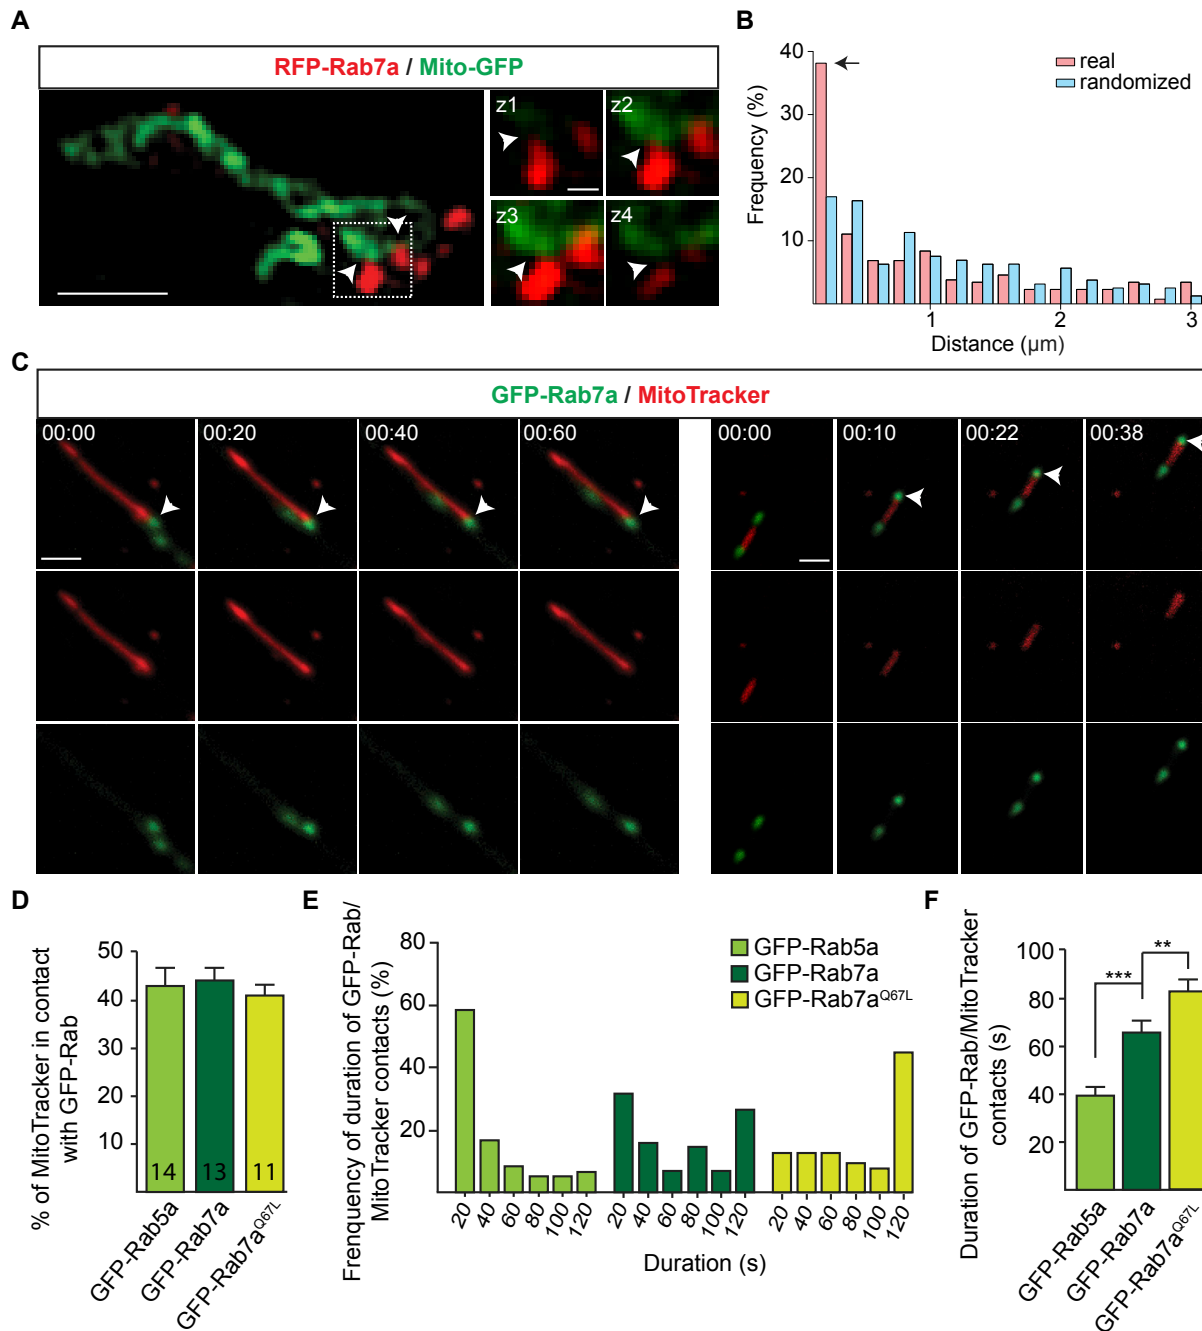 A
RFP-Rab7a / Mito-GFP
z1
z2
z3
z4
B
40
30
20
10
Frequency (%)
real
randomized
1
2
3
Distance (µm)
C
GFP-Rab7a / MitoTracker
00:00
00:20
00:40
00:60
00:00
00:10
00:22
00:38
D
% of MitoTracker in contact
with GFP-Rab
50
40
30
20
10
14
13
11
GFP-Rab5a
GFP-Rab7a
GFP-Rab7aQ67L
E
Frenquency of duration of GFP-Rab/
MitoTracker contacts (%)
80
60
40
20
GFP-Rab5a
GFP-Rab7a
GFP-Rab7aQ67L
20 40 60 80 100 120
20 40 60 80 100 120
20 40 60 80 100 120
Duration (s)
F
Duration of GFP-Rab/MitoTracker
contacts (s)
100
80
60
40
20
***
**
GFP-Rab5a
GFP-Rab7a
GFP-Rab7aQ67L